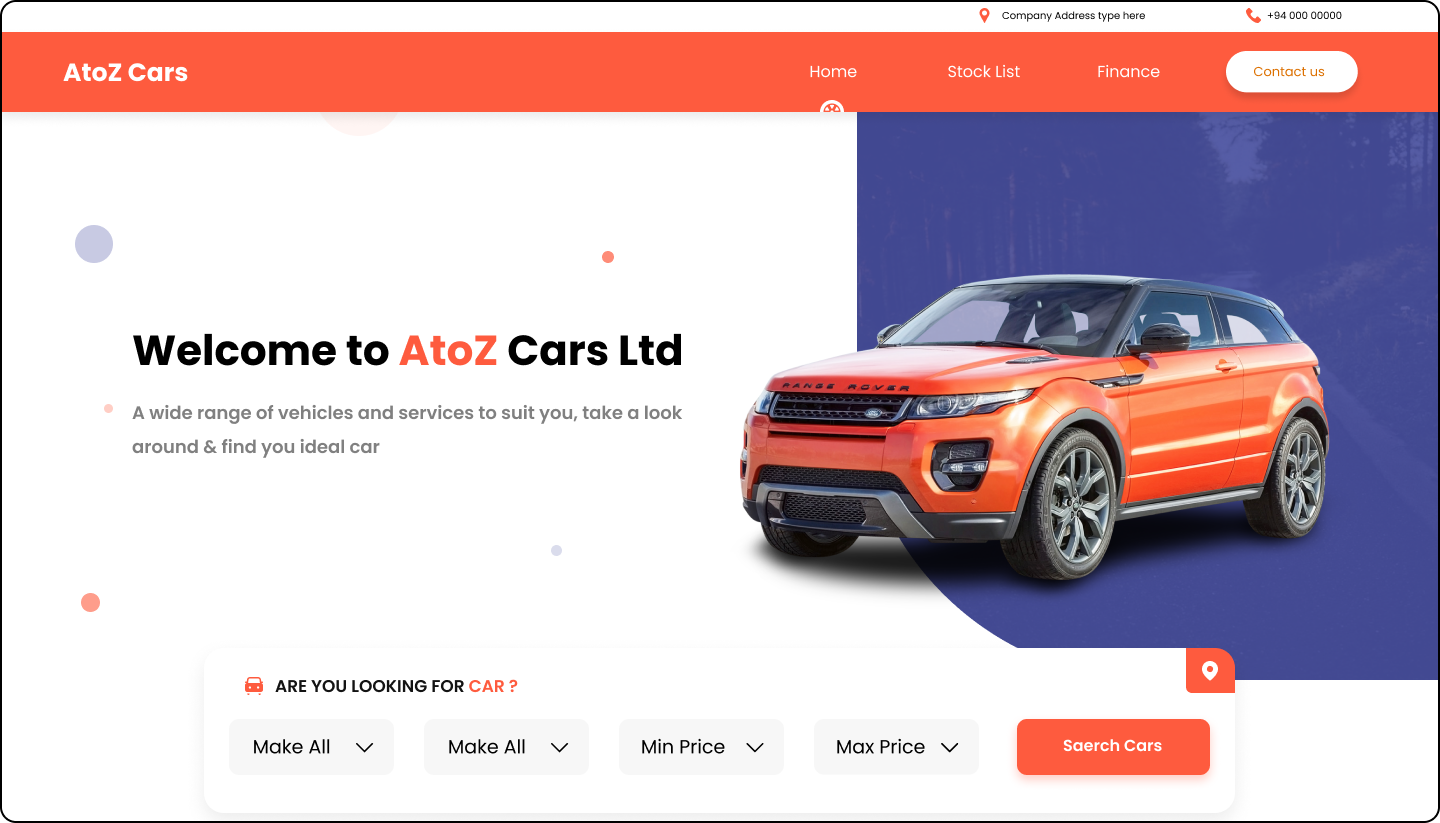 Company Address type here
+94 000 00000
AtoZ Cars
Home
Stock List
Finance
Contact us
Welcome to AtoZ Cars Ltd
A wide range of vehicles and services to suit you, take a look
around & find you ideal car
RANGE ROVER
ARE YOU LOOKING FOR CAR ?
Make All
Make All
Min Price
Max Price
Saerch Cars